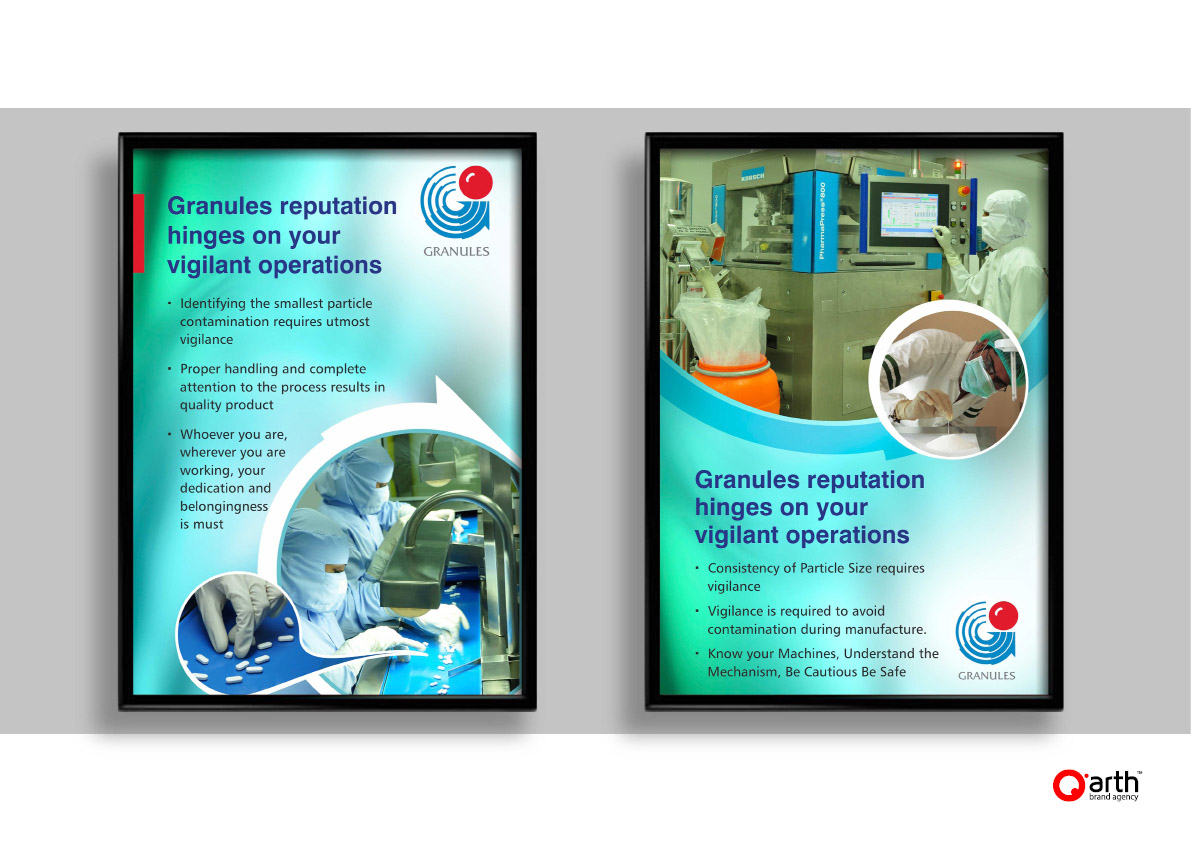 Granules reputation
hinges on your
vigilant operations
GRANULES
· Identifying the smallest particle
contamination requires utmost
vigilance
· Proper handling and complete
attention to the process results in
quality product
· Whoever you are,
wherever you are
working, your
dedication and
belongingness
is must
KORSCH
PharmaPress®800
Granules reputation
hinges on your
vigilant operations
· Consistency of Particle Size requires
vigilance
· Vigilance is required to avoid
contamination during manufacture.
· Know your Machines, Understand the
Mechanism, Be Cautious Be Safe
GRANULES
arth™
brand agency